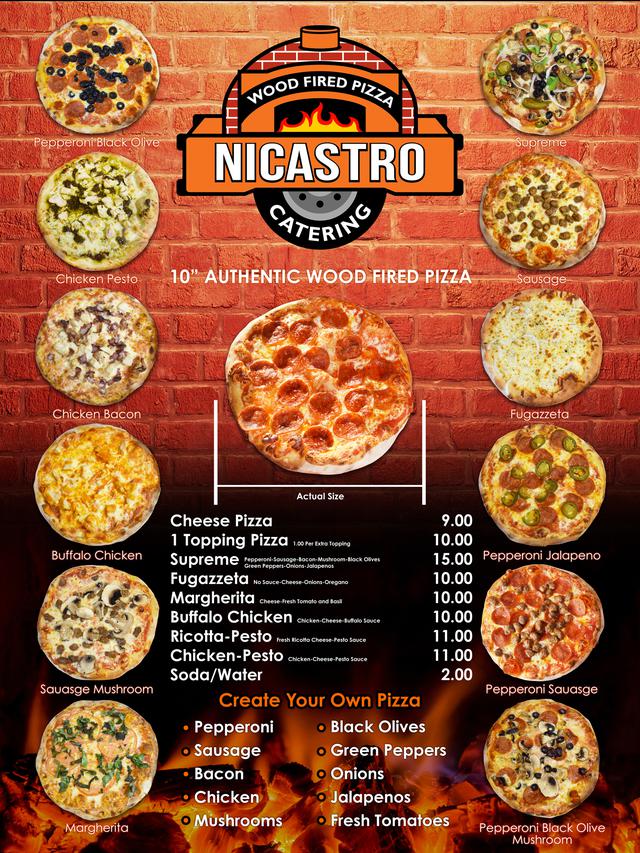 WOOD FIRED PIZZA
NICASTRO
CATERING
10” AUTHENTIC WOOD FIRED PIZZA
Pepperoni Black Olive
Chicken Pesto
Chicken Bacon
Buffalo Chicken
Sauasge Mushroom
Margherita
Supreme
Sausage
Fugazzeta
Pepperoni Jalapeno
Pepperoni Sauasge
Pepperoni Black Olive
Mushroom
Actual Size
Cheese Pizza 9.00
1 Topping Pizza 1.00 Per Extra Topping 10.00
Supreme Pepperoni-Sausage-Bacon-Mushroom-Black Olives 15.00
Green Peppers-Onions-Jalapenos
Fugazzeta No Sauce-Cheese-Onions-Oregano 10.00
Margherita Cheese-Fresh Tomato and Basil 10.00
Buffalo Chicken Chicken-Cheese-Buffalo Sauce 10.00
Ricotta-Pesto Fresh Ricotta Cheese-Pesto Sauce 11.00
Chicken-Pesto Chicken-Cheese-Pesto Sauce 11.00
Soda/Water 2.00
Create Your Own Pizza
Pepperoni
Sausage
Bacon
Chicken
Mushrooms
Black Olives
Green Peppers
Onions
Jalapenos
Fresh Tomatoes